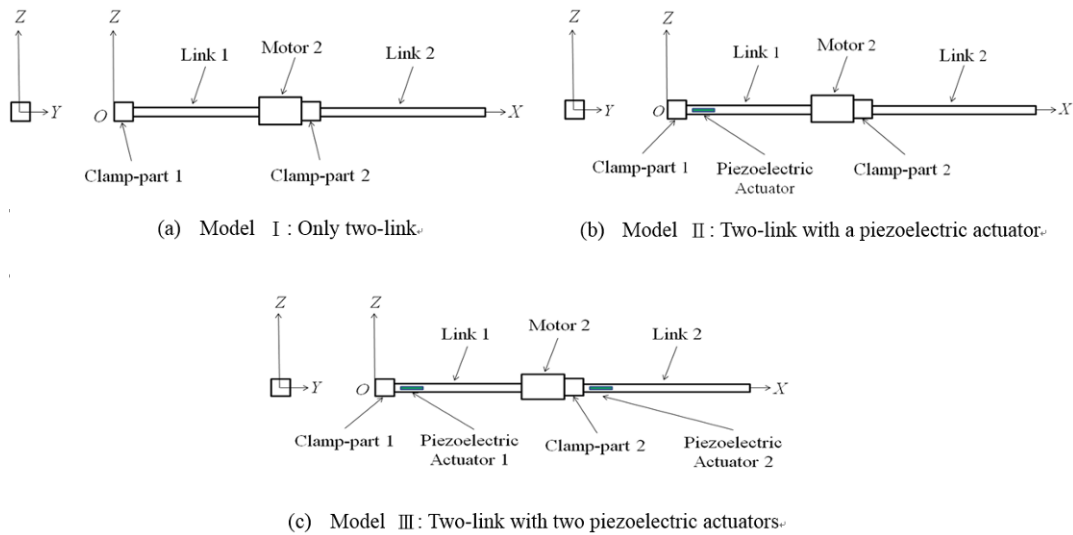 Z
Y
Z
O
X
Link 1
Motor 2
Link 2
Clamp-part 1
Clamp-part 2
(a) Model Ⅰ : Only two-link
Z
Y
Z
O
X
Link 1
Motor 2
Link 2
Clamp-part 1
Piezoelectric
Actuator
Clamp-part 2
(b) Model Ⅱ : Two-link with a piezoelectric actuator
Z
Y
Z
O
X
Link 1
Motor 2
Link 2
Clamp-part 1
Piezoelectric
Actuator 1
Clamp-part 2
Piezoelectric
Actuator 2
(c) Model Ⅲ : Two-link with two piezoelectric actuators